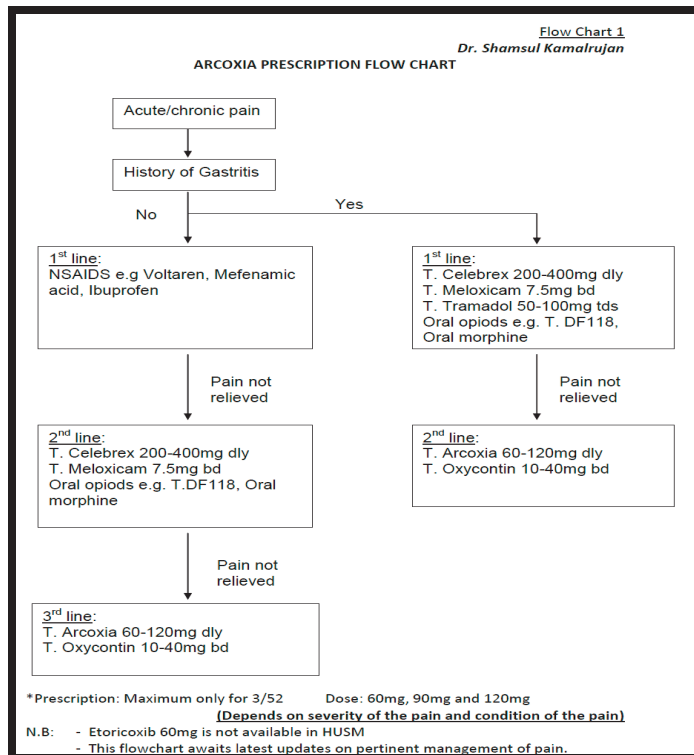 Flow Chart 1
Dr. Shamsul Kamalrujan
ARCOXIA PRESCRIPTION FLOW CHART
Acute/chronic pain
History of Gastritis
No
Yes
1st line:
NSAIDS e.g Voltaren, Mefenamic
acid, Ibuprofen
1st line:
T. Celebrex 200-400mg dly
T. Meloxicam 7.5mg bd
T. Tramadol 50-100mg tds
Oral opiods e.g. T. DF118,
Oral morphine
Pain not
relieved
Pain not
relieved
2nd line:
T. Celebrex 200-400mg dly
T. Meloxicam 7.5mg bd
Oral opiods e.g. T.DF118, Oral
morphine
2nd line:
T. Arcoxia 60-120mg dly
T. Oxycontin 10-40mg bd
Pain not
relieved
3rd line:
T. Arcoxia 60-120mg dly
T. Oxycontin 10-40mg bd
*Prescription: Maximum only for 3/52 Dose: 60mg, 90mg and 120mg
(Depends on severity of the pain and condition of the pain)
N.B: - Etoricoxib 60mg is not available in HUSM
- This flowchart awaits latest updates on pertinent management of pain.